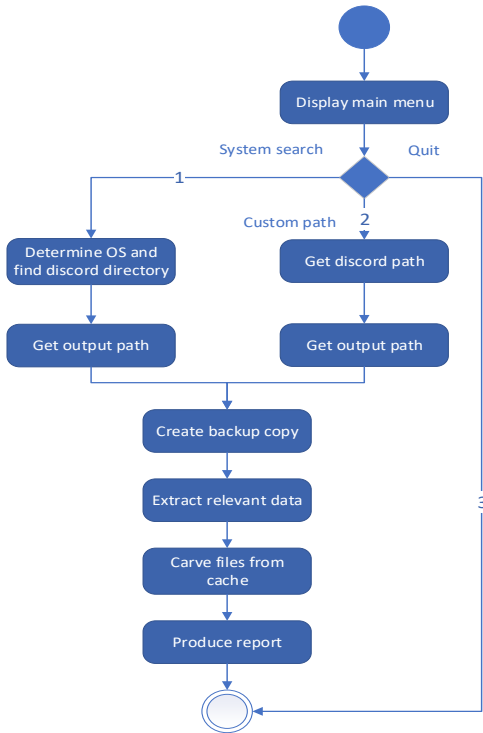 Display main menu
System search
Quit
1
Custom path
2
Determine OS and
find discord directory
Get discord path
Get output path
Get output path
Create backup copy
Extract relevant data
3
Carve files from
cache
Produce report